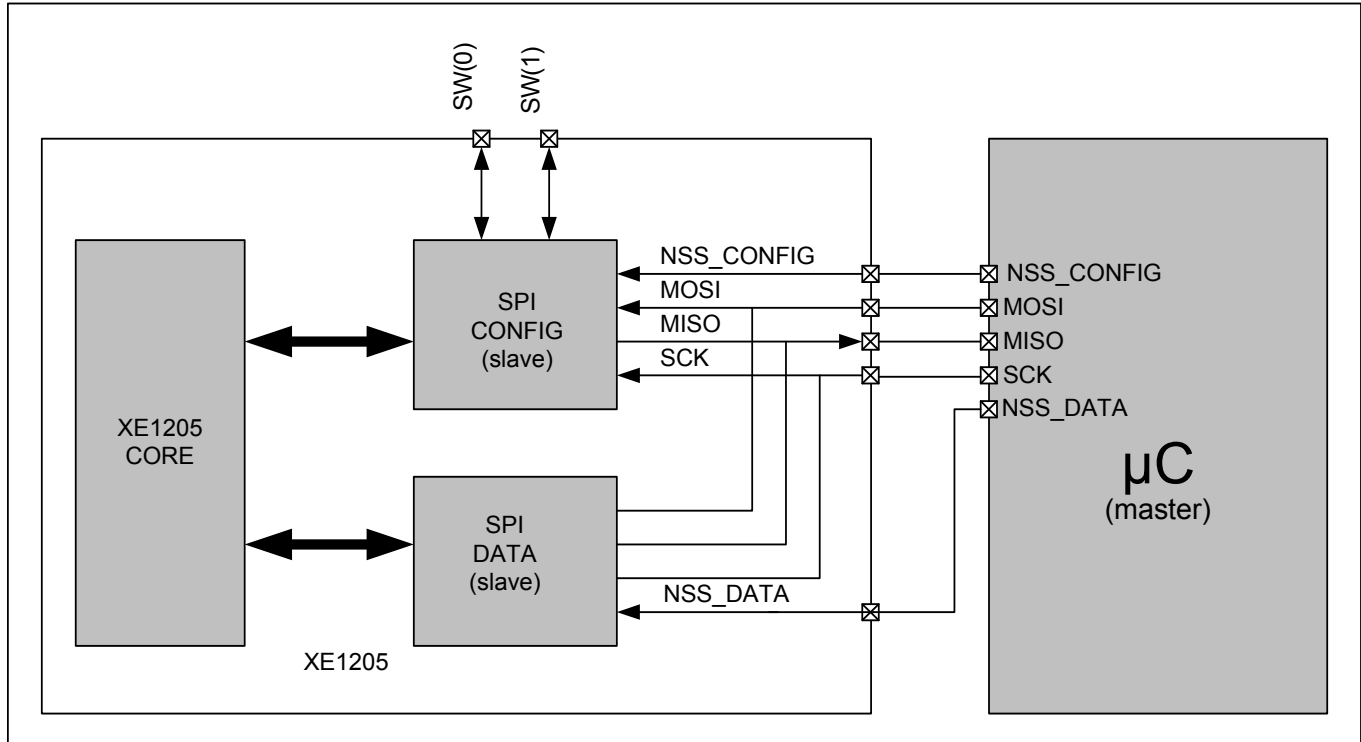 SW(0)
SW(1)
NSS_CONFIG
MOSI
MISO
SCK
SPI
CONFIG
(slave)
NSS_CONFIG
MOSI
MISO
SCK
NSS_DATA
XE1205
CORE
µC
(master)
SPI
DATA
(slave)
NSS_DATA
XE1205